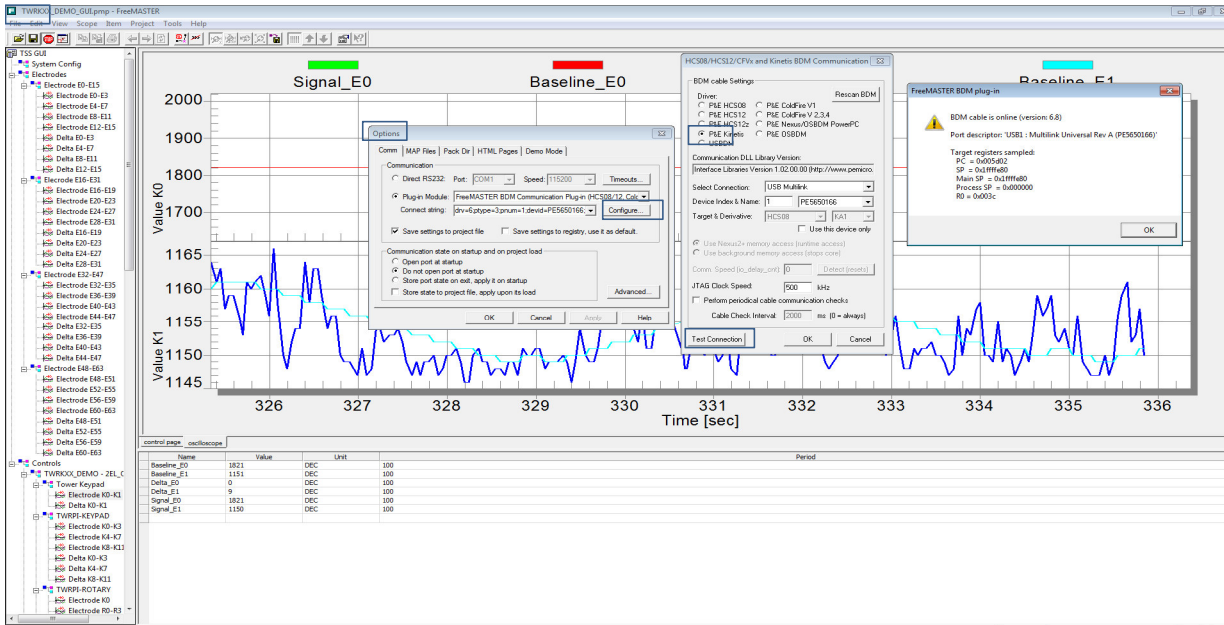 TWRKXX_DEMO_GUI.pmp - FreeMASTER
File Edit View Scope Item Project Tools Help
TSS GUI
System Config
Electrodes
Electrode E0-E15
Electrode E0-E3
Electrode E4-E7
Electrode E8-E11
Electrode E12-E15
Delta E0-E3
Delta E4-E7
Delta E8-E11
Delta E12-E15
Electrode E16-E31
Electrode E16-E19
Electrode E20-E23
Electrode E24-E27
Electrode E28-E31
Delta E16-E19
Delta E20-E23
Delta E24-E27
Delta E28-E31
Electrode E32-E47
Electrode E32-E35
Electrode E36-E39
Electrode E40-E43
Electrode E44-E47
Delta E32-E35
Delta E36-E39
Delta E40-E43
Delta E44-E47
Electrode E48-E63
Electrode E48-E51
Electrode E52-E55
Electrode E56-E59
Electrode E60-E63
Delta E48-E51
Delta E52-E55
Delta E56-E59
Delta E60-E63
Controls
TWRKXX_DEMO - 2EL_C
Tower Keypad
Electrode K0-K1
Delta K0-K1
TWRPI-KEYPAD
Electrode K0-K3
Electrode K4-K7
Electrode K8-K11
Delta K0-K3
Delta K4-K7
Delta K8-K11
TWRPI-ROTARY
Electrode K0
Electrode R0-R3
Signal_E0
Baseline_E0
Baseline_E1
Value K0
2000
1900
1800
1700
Value K1
1165
1160
1155
1150
1145
326 327 328 329 330 331 332 333 334 335 336
Time [sec]
Options
Comm MAP Files Pack Dir HTML Pages Demo Mode
Communication
Direct RS232: Port: COM1 Speed: 115200 Timeouts...
Plug-in Module: FreeMASTER BDM Communication Plug-in (HCS08/12, Colc
Connect string: drv=6;ptype=3;pnum=1;devid=PE5650166; Configure...
Save settings to project file Save settings to registry, use it as default.
Communication state on startup and on project load
Open port at startup
Do not open port at startup
Store port state on exit, apply it on startup
Store state to project file, apply upon its load
Advanced...
OK Cancel Apply Help
HCS08/HCS12/CFVx and Kinetis BDM Communication
BDM cable Settings
Driver: Rescan BDM
P&E HCS08 P&E ColdFire V1
P&E HCS12 P&E ColdFire V 2,3,4
P&E HCS12z P&E Nexus/OSBDM PowerPC
P&E Kinetis P&E OSBDM
USBDM
Communication DLL Library Version:
Interface Libraries Version 1.02.00.00 (http://www.pemicro.
Select Connection: USB Multilink
Device Index & Name: 1 PE5650166
Target & Derivative: HCS08 KA1
Use this device only
Use Nexus2+ memory access (runtime access)
Use background memory access (stops core)
Comm. Speed (io_delay_cnt): 0 Detect (resets)
JTAG Clock Speed: 500 kHz
Perform periodical cable communication checks
Cable Check Interval: 2000 ms (0 = always)
Test Connection OK Cancel
FreeMASTER BDM plug-in
BDM cable is online (version: 6.8)
Port descriptor: 'USB1 : Multilink Universal Rev A (PE5650166)'
Target registers sampled:
PC = 0x005d02
SP = 0x1ffffe80
Main SP = 0x1ffffe80
Process SP = 0x000000
R0 = 0x003c
OK
control page oscilloscope
Name Value Unit Period
Baseline_E0 1821 DEC 100
Baseline_E1 1151 DEC 100
Delta_E0 0 DEC 100
Delta_E1 9 DEC 100
Signal_E0 1821 DEC 100
Signal_E1 1150 DEC 100